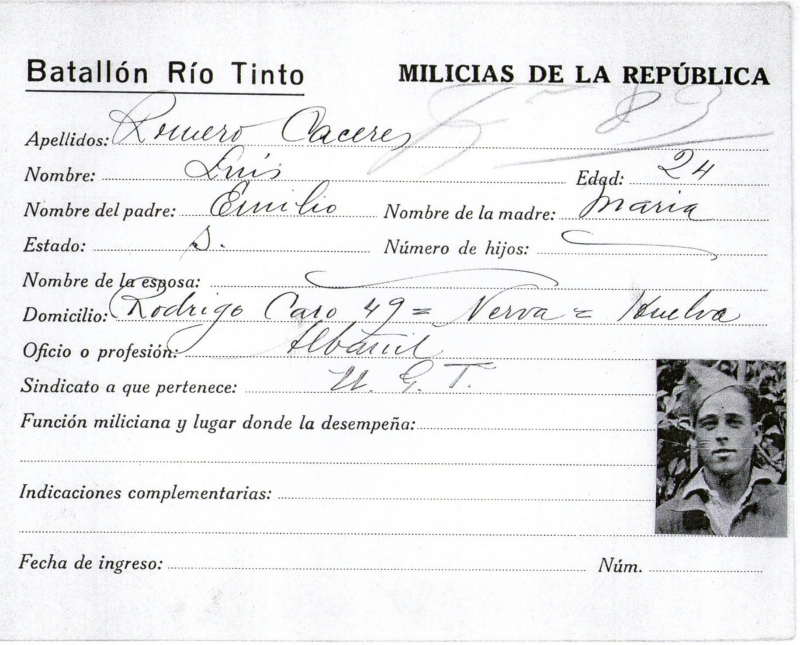 Batallón Río Tinto MILICIAS DE LA REPÚBLICA
83
Apellidos: Romero Caceres
Nombre: Luis Edad: 24
Nombre del padre: Emilio Nombre de la madre: Maria
Estado: S. Número de hijos:
Nombre de la esposa:
Domicilio: Rodrigo Caro 49 = Nerva = Huelva
Oficio o profesión: Albañil
Sindicato a que pertenece: U. G. T.
Función miliciana y lugar donde la desempeña:
Indicaciones complementarias:
Fecha de ingreso: Núm.